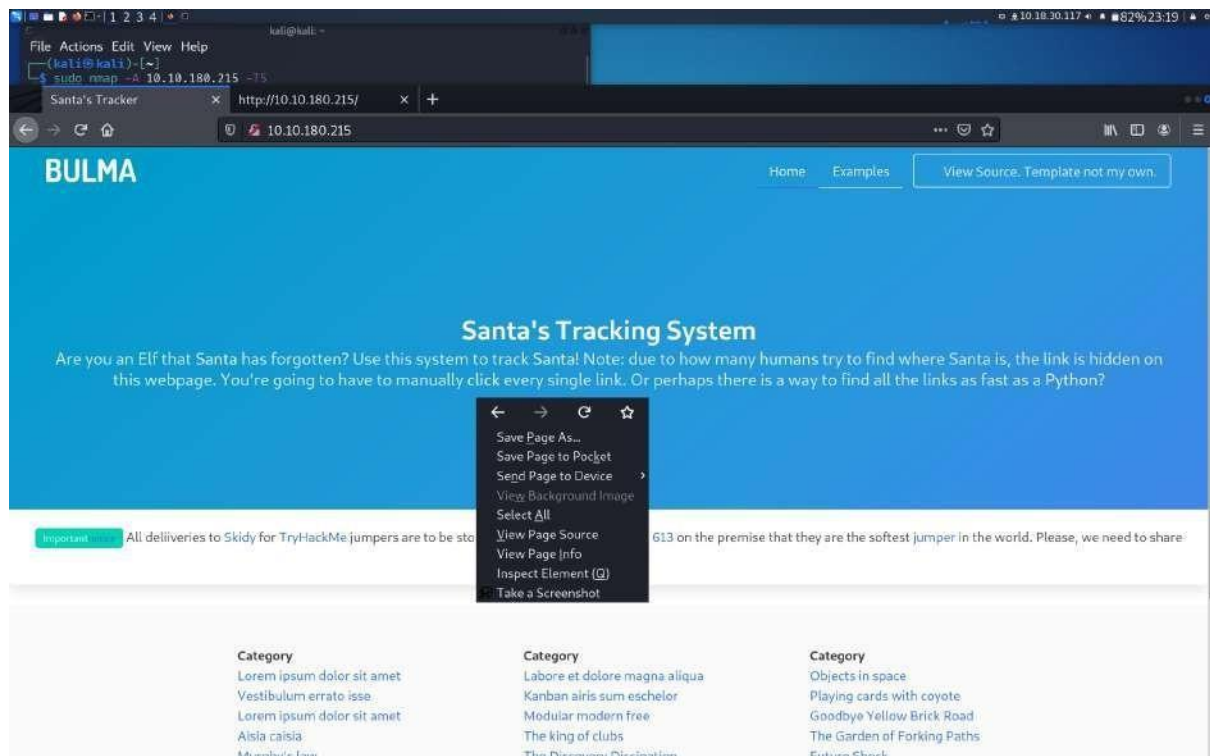 1 2 3 4
10.18.30.117
82% 23:19
kali@kali: ~
File Actions Edit View Help
(kali㉿kali)-[~]
$ sudo nmap -A 10.10.180.215 -T5
Santa's Tracker
http://10.10.180.215/
10.10.180.215
BULMA
Home Examples View Source. Template not my own.
Santa's Tracking System
Are you an Elf that Santa has forgotten? Use this system to track Santa! Note: due to how many humans try to find where Santa is, the link is hidden on
this webpage. You're going to have to manually click every single link. Or perhaps there is a way to find all the links as fast as a Python?
Save Page As...
Save Page to Pocket
Send Page to Device
View Background Image
Select All
View Page Source
View Page Info
Inspect Element (Q)
Take a Screenshot
Important All deliiveries to Skidy for TryHackMe jumpers are to be sto 613 on the premise that they are the softest jumper in the world. Please, we need to share
Category
Lorem ipsum dolor sit amet
Vestibulum errato isse
Lorem ipsum dolor sit amet
Aisia caisia
Murphy's law
Category
Labore et dolore magna aliqua
Kanban airis sum eschelor
Modular modern free
The king of clubs
The Discovery Dissipation
Category
Objects in space
Playing cards with coyote
Goodbye Yellow Brick Road
The Garden of Forking Paths
Future Shock